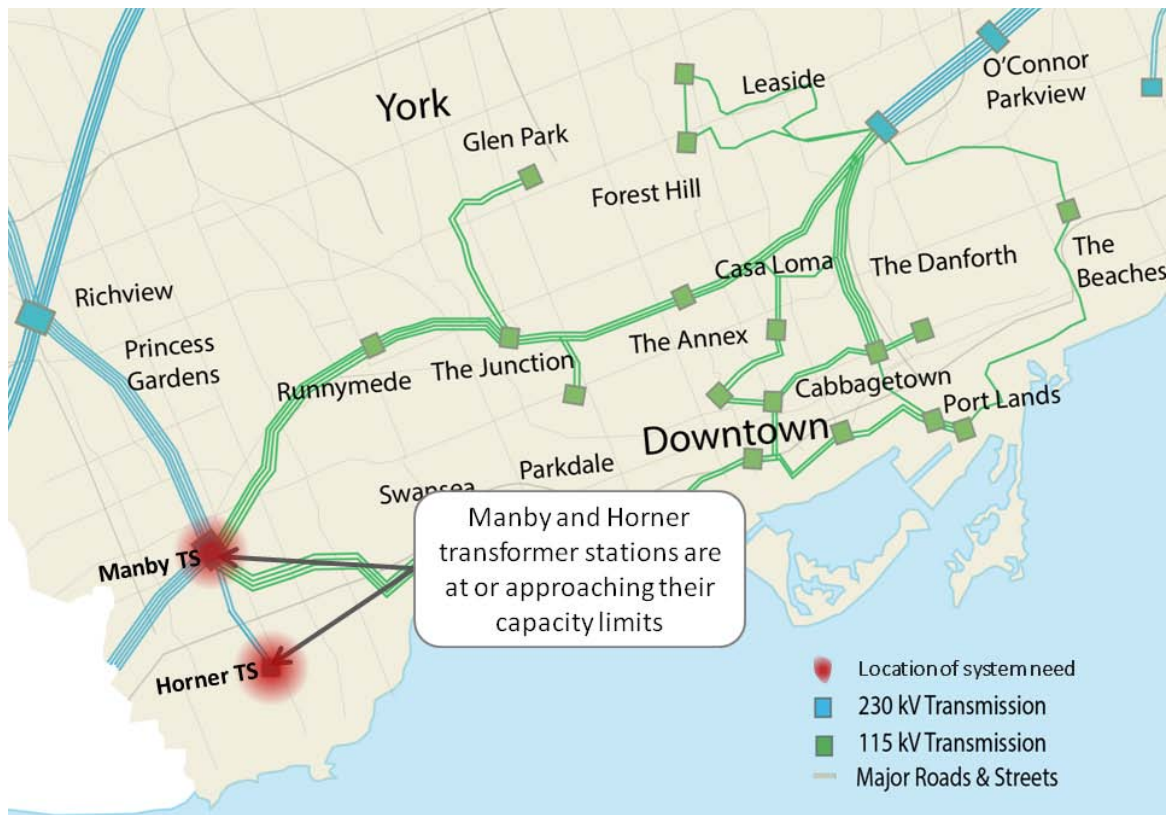 York
Leaside
O'Connor
Parkview
Glen Park
Forest Hill
Casa Loma
The Danforth
The
Beaches
Richview
Princess
Gardens
Runnymede
The Junction
The Annex
Cabbagetown
Port Lands
Downtown
Parkdale
Swansea
Manby TS
Horner TS
Manby and Horner
transformer stations are
at or approaching their
capacity limits
Location of system need
230 kV Transmission
115 kV Transmission
Major Roads & Streets